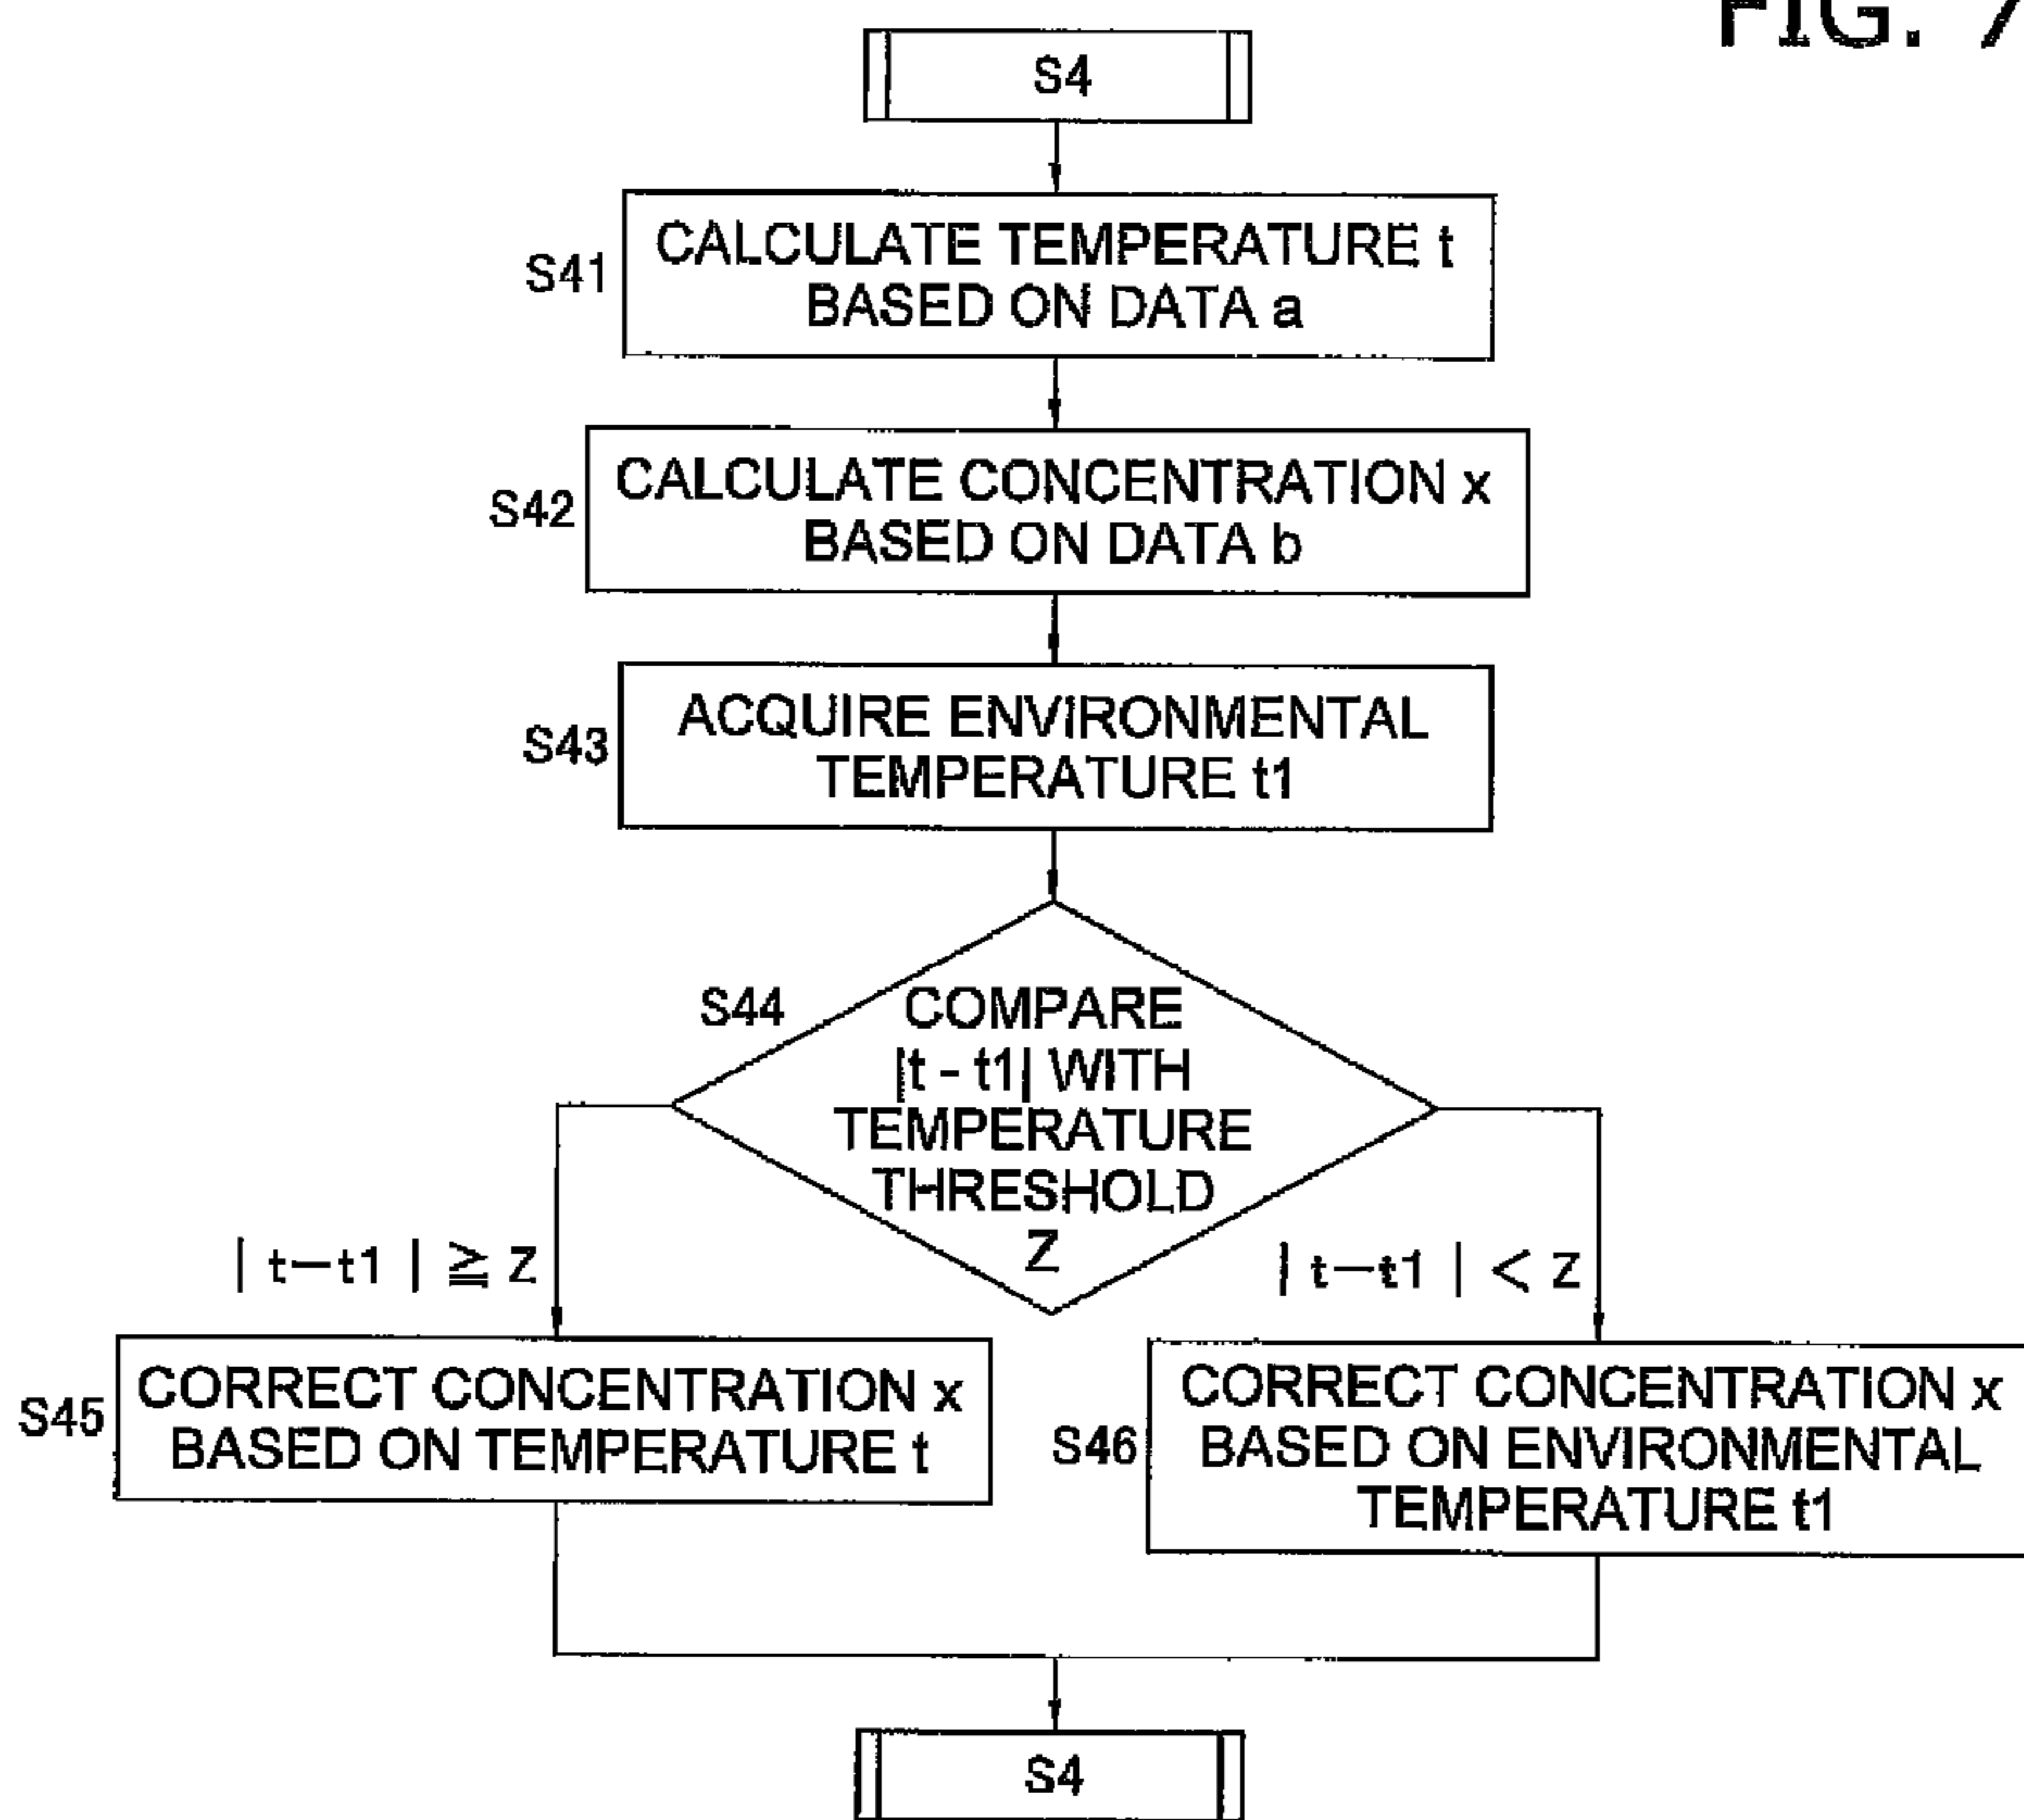 FIG. 7
S4
S41
CALCULATE TEMPERATURE t
BASED ON DATA a
S42
CALCULATE CONCENTRATION x
BASED ON DATA b
S43
ACQUIRE ENVIRONMENTAL
TEMPERATURE t1
S44
COMPARE
|t - t1| WITH
TEMPERATURE
THRESHOLD
Z
| t－t1 | ≧ Z
| t－t1 | < Z
S45
CORRECT CONCENTRATION x
BASED ON TEMPERATURE t
S46
CORRECT CONCENTRATION x
BASED ON ENVIRONMENTAL
TEMPERATURE t1
S4